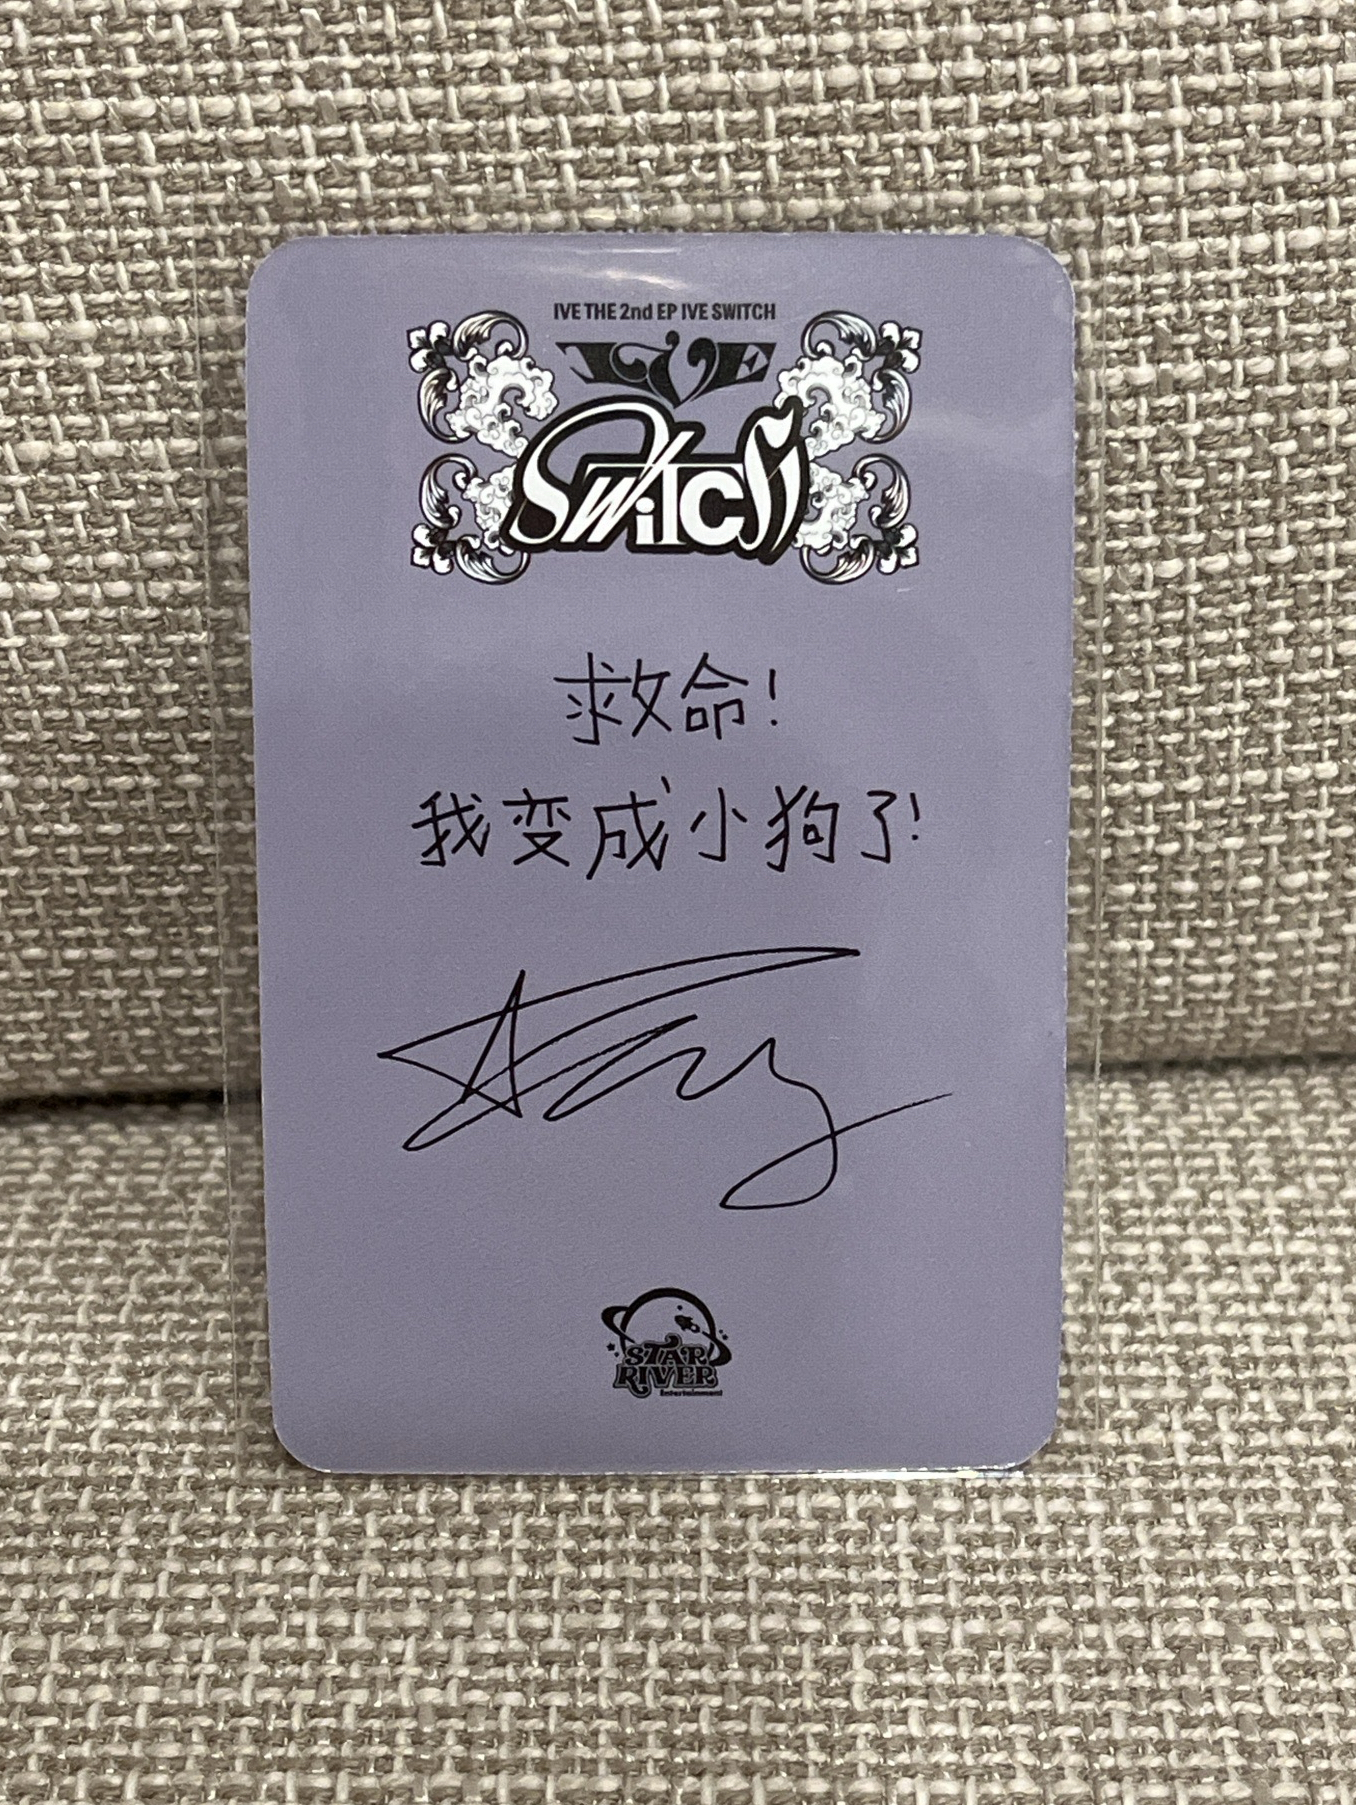 IVE THE 2nd EP IVE SWITCH
IVE
SWITCH
求救命!
我变成小狗了!
STAR
RIVER
Entertainment